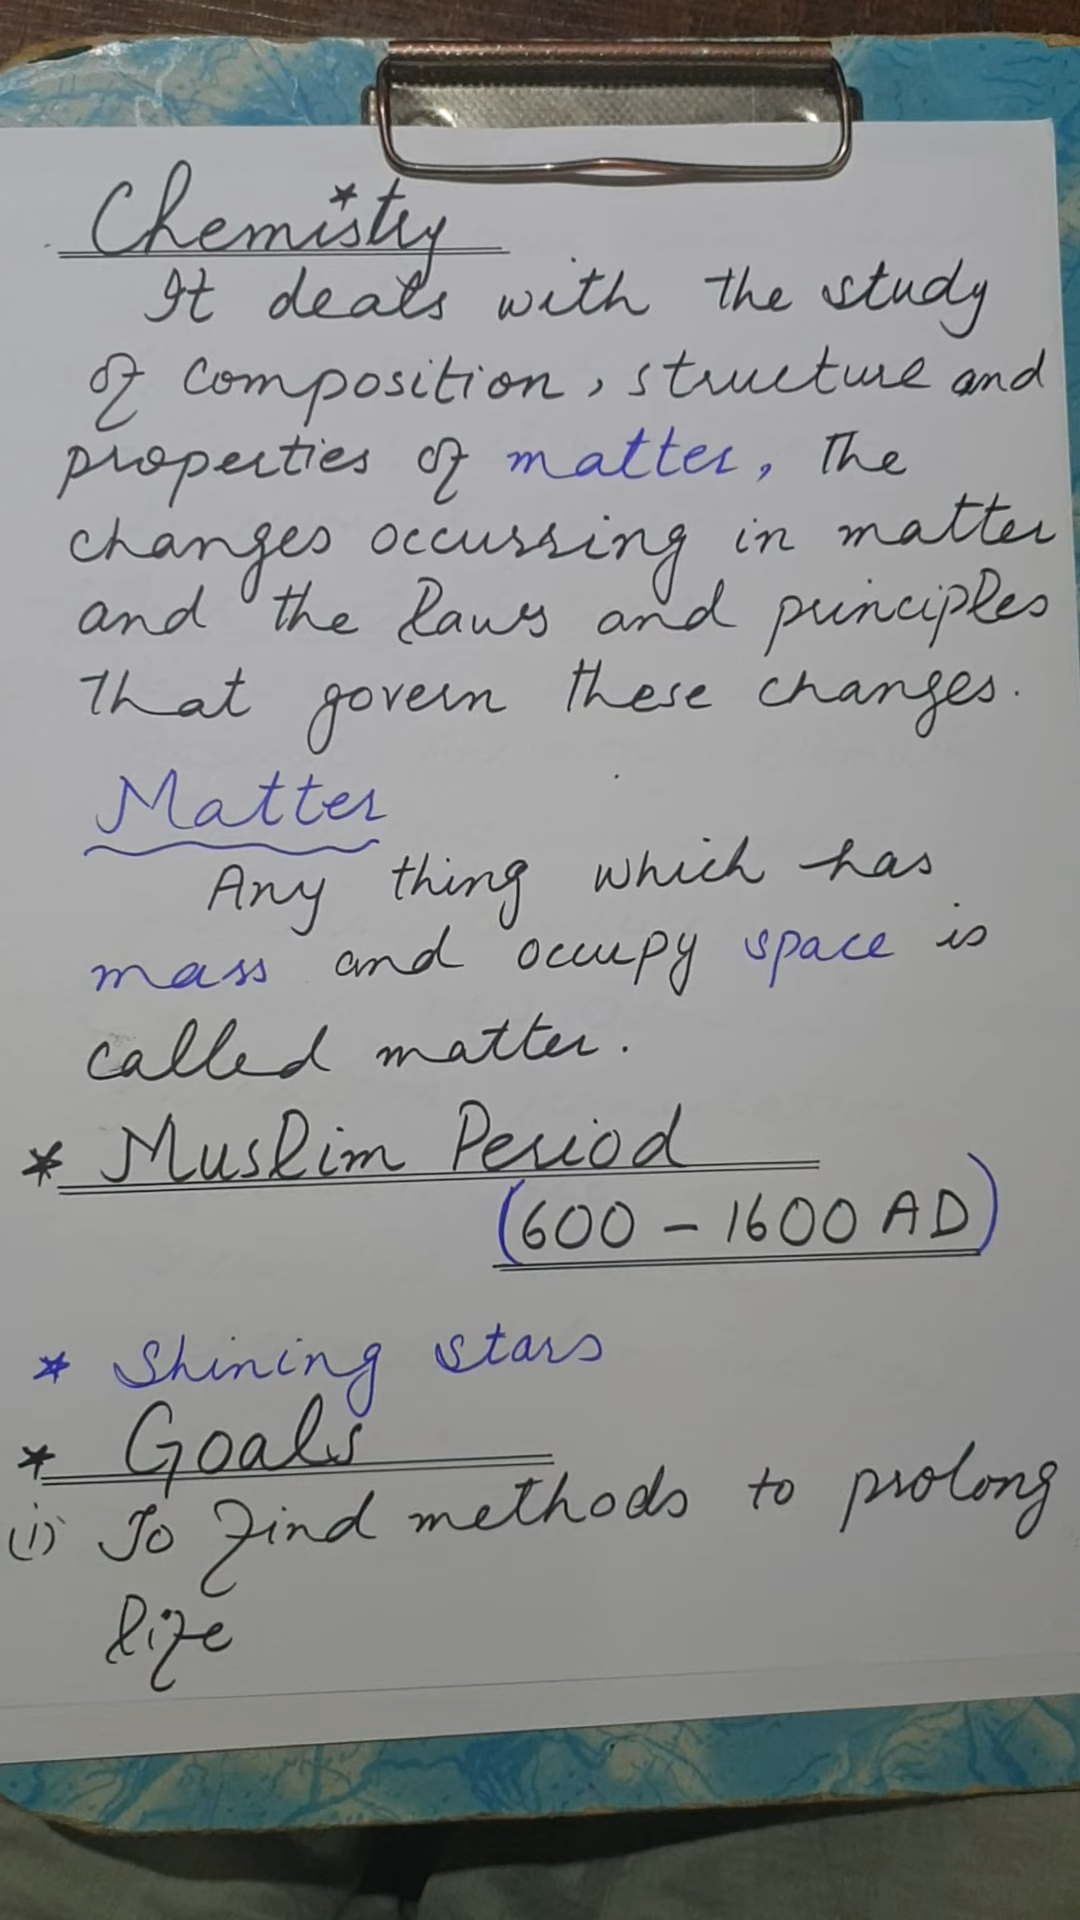 Chemistry
It deals with the study
of composition, structure and
properties of matter, The
changes occurring in matter
and the laws and principles
that govern these changes.
Matter
Any thing which has
mass and occupy space is
called matter.
* Muslim Period
(600 - 1600 AD)
* Shining stars
* Goals
(i) To find methods to prolong
life